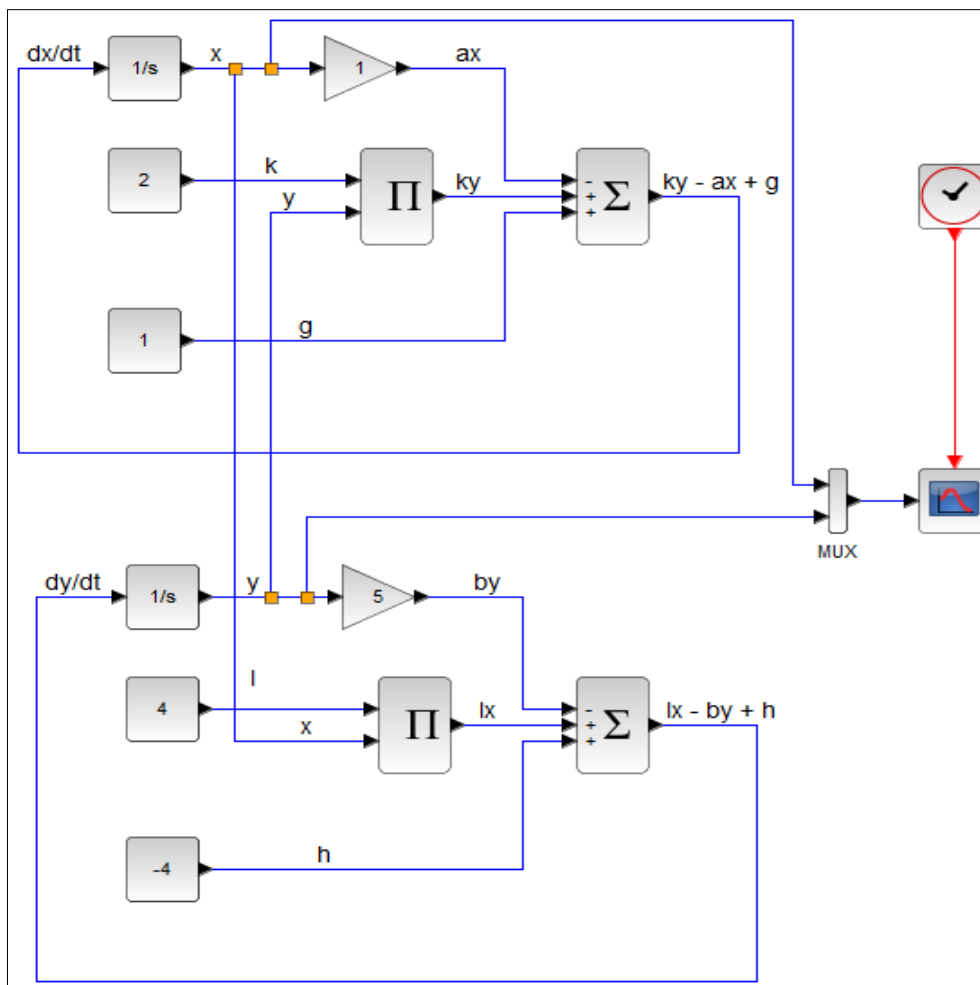 dx/dt
1/s
x
1
ax
2
k
y
Π
ky
-
+
+
Σ
ky - ax + g
1
g
MUX
dy/dt
1/s
y
5
by
4
l
x
Π
lx
-
+
+
Σ
lx - by + h
-4
h